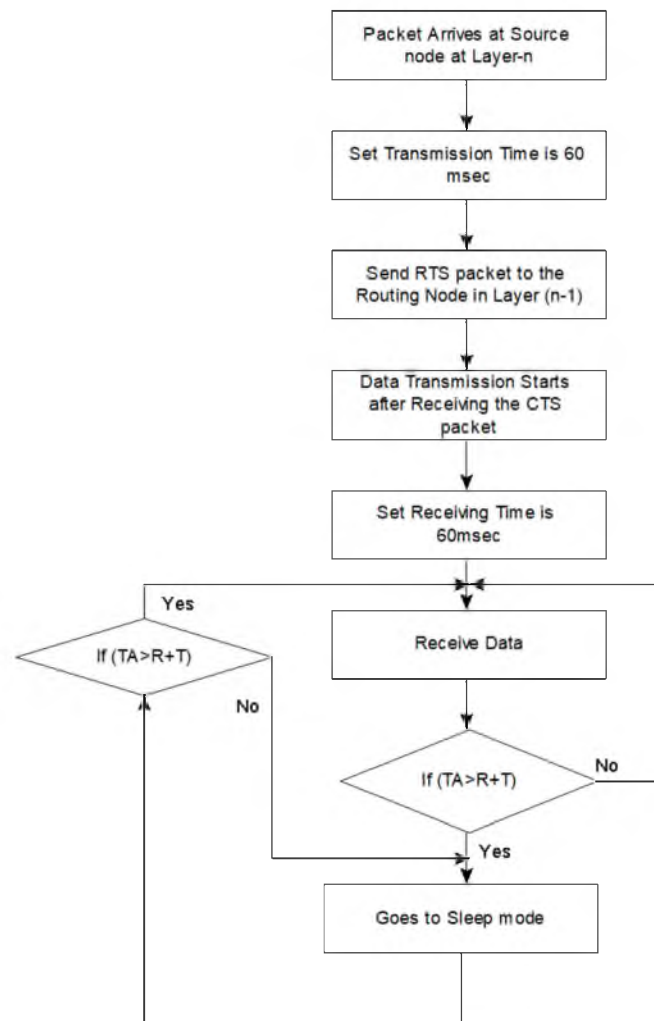 Packet Arrives at Source
node at Layer-n
Set Transmission Time is 60
msec
Send RTS packet to the
Routing Node in Layer (n-1)
Data Transmission Starts
after Receiving the CTS
packet
Set Receiving Time is
60msec
Yes
If (TA>R+T)
Receive Data
No
If (TA>R+T)
No
Yes
Goes to Sleep mode